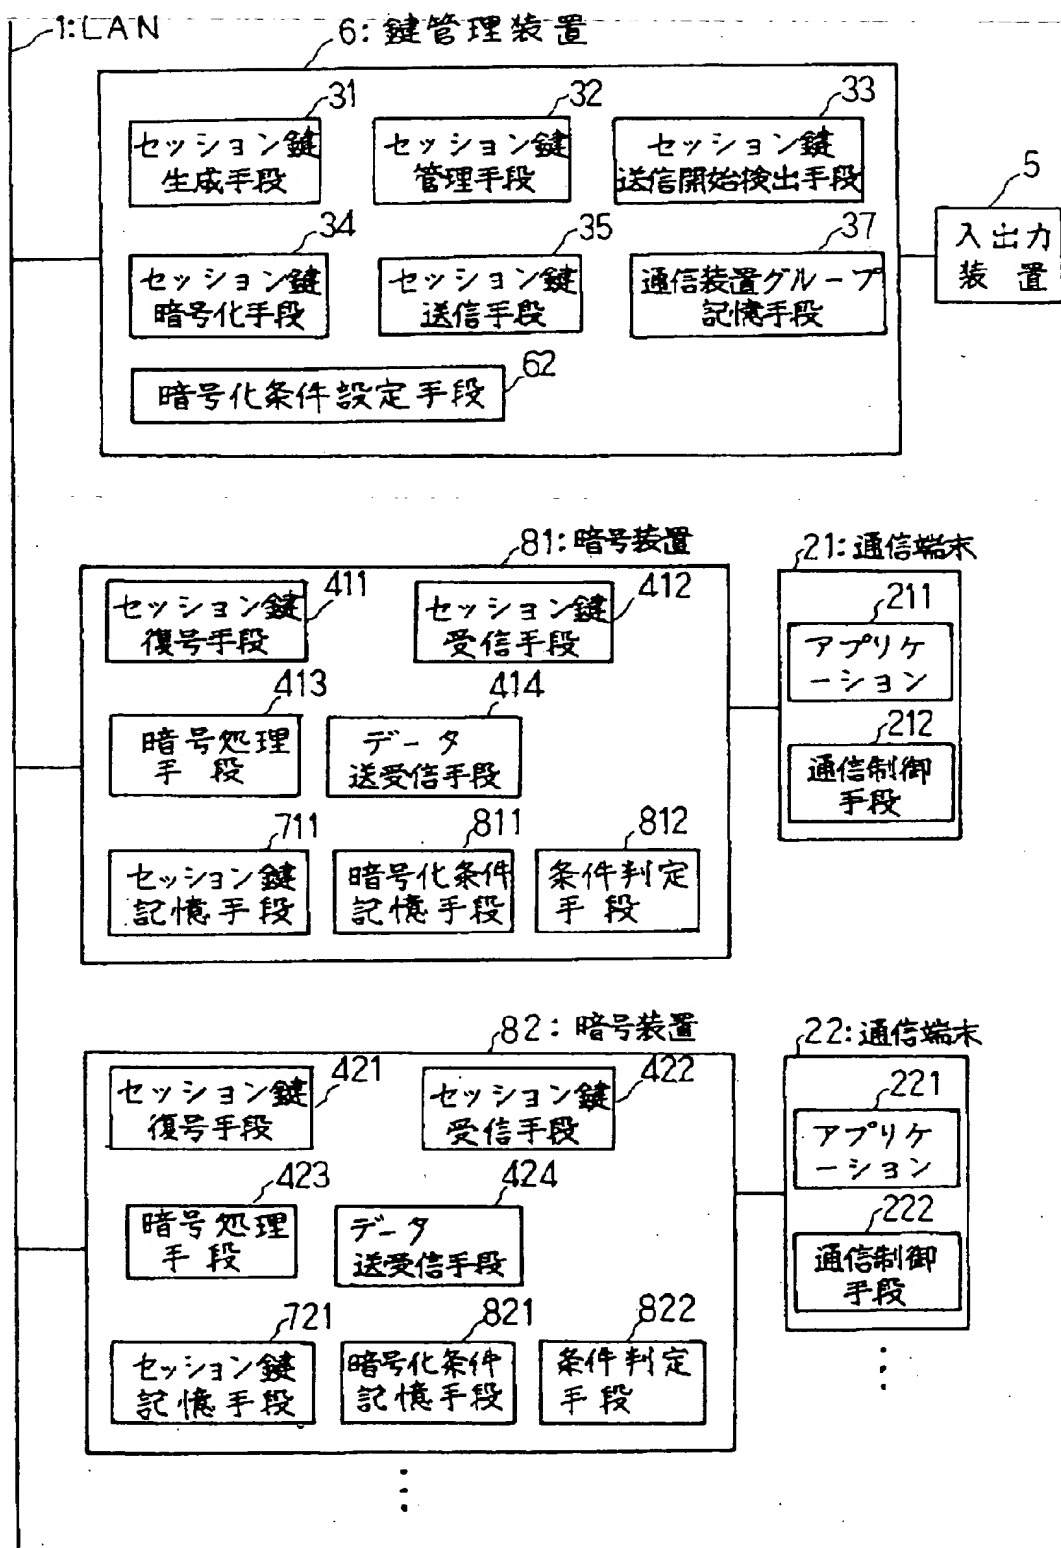 1:LAN
6:鍵管理装置
31
セッション鍵
生成手段
32
セッション鍵
管理手段
33
セッション鍵
送信開始検出手段
5
入出力
装置
34
セッション鍵
暗号化手段
35
セッション鍵
送信手段
37
通信装置グループ
記憶手段
62
暗号化条件設定手段
81:暗号装置
411
セッション鍵
復号手段
412
セッション鍵
受信手段
413
暗号処理
手段
414
データ
送受信手段
711
セッション鍵
記憶手段
811
暗号化条件
記憶手段
812
条件判定
手段
21:通信端末
211
アプリケ
ーション
212
通信制御
手段
82:暗号装置
421
セッション鍵
復号手段
422
セッション鍵
受信手段
423
暗号処理
手段
424
データ
送受信手段
721
セッション鍵
記憶手段
821
暗号化条件
記憶手段
822
条件判定
手段
22:通信端末
221
アプリケ
ーション
222
通信制御
手段